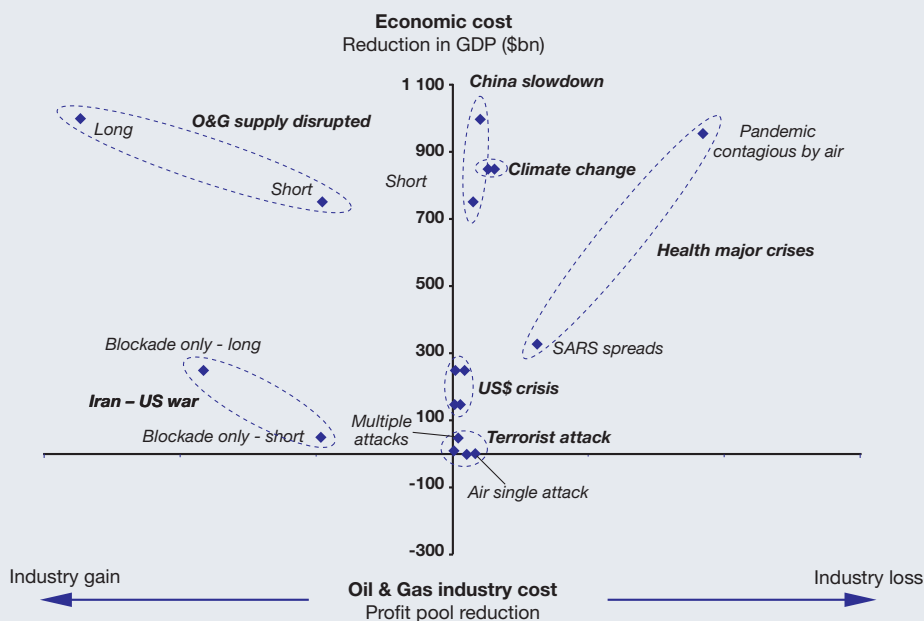 Economic cost
Reduction in GDP ($bn)
1 100
China slowdown
O&G supply disrupted
Long
Pandemic
contagious by air
900
Climate change
Short
Short
700
Health major crises
500
Blockade only - long
300
SARS spreads
US$ crisis
Iran – US war
Multiple
attacks
100
Blockade only - short
Terrorist attack
-100
Air single attack
-300
Industry gain
Industry loss
Oil & Gas industry cost
Profit pool reduction